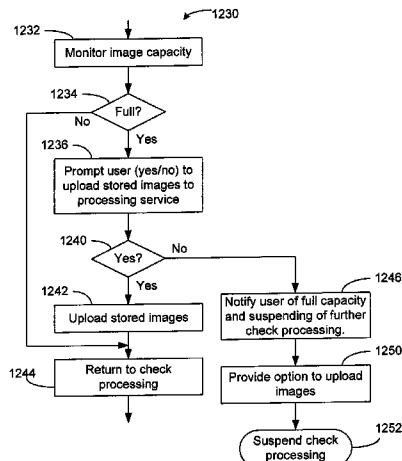 1230
1232
Monitor image capacity
1234
Full?
No
Yes
1236
Prompt user (yes/no) to
upload stored images to
processing service
1240
Yes?
No
Yes
1242
Upload stored images
1244
Return to check
processing
1246
Notify user of full capacity
and suspending of further
check processing.
1250
Provide option to upload
images
1252
Suspend check
processing